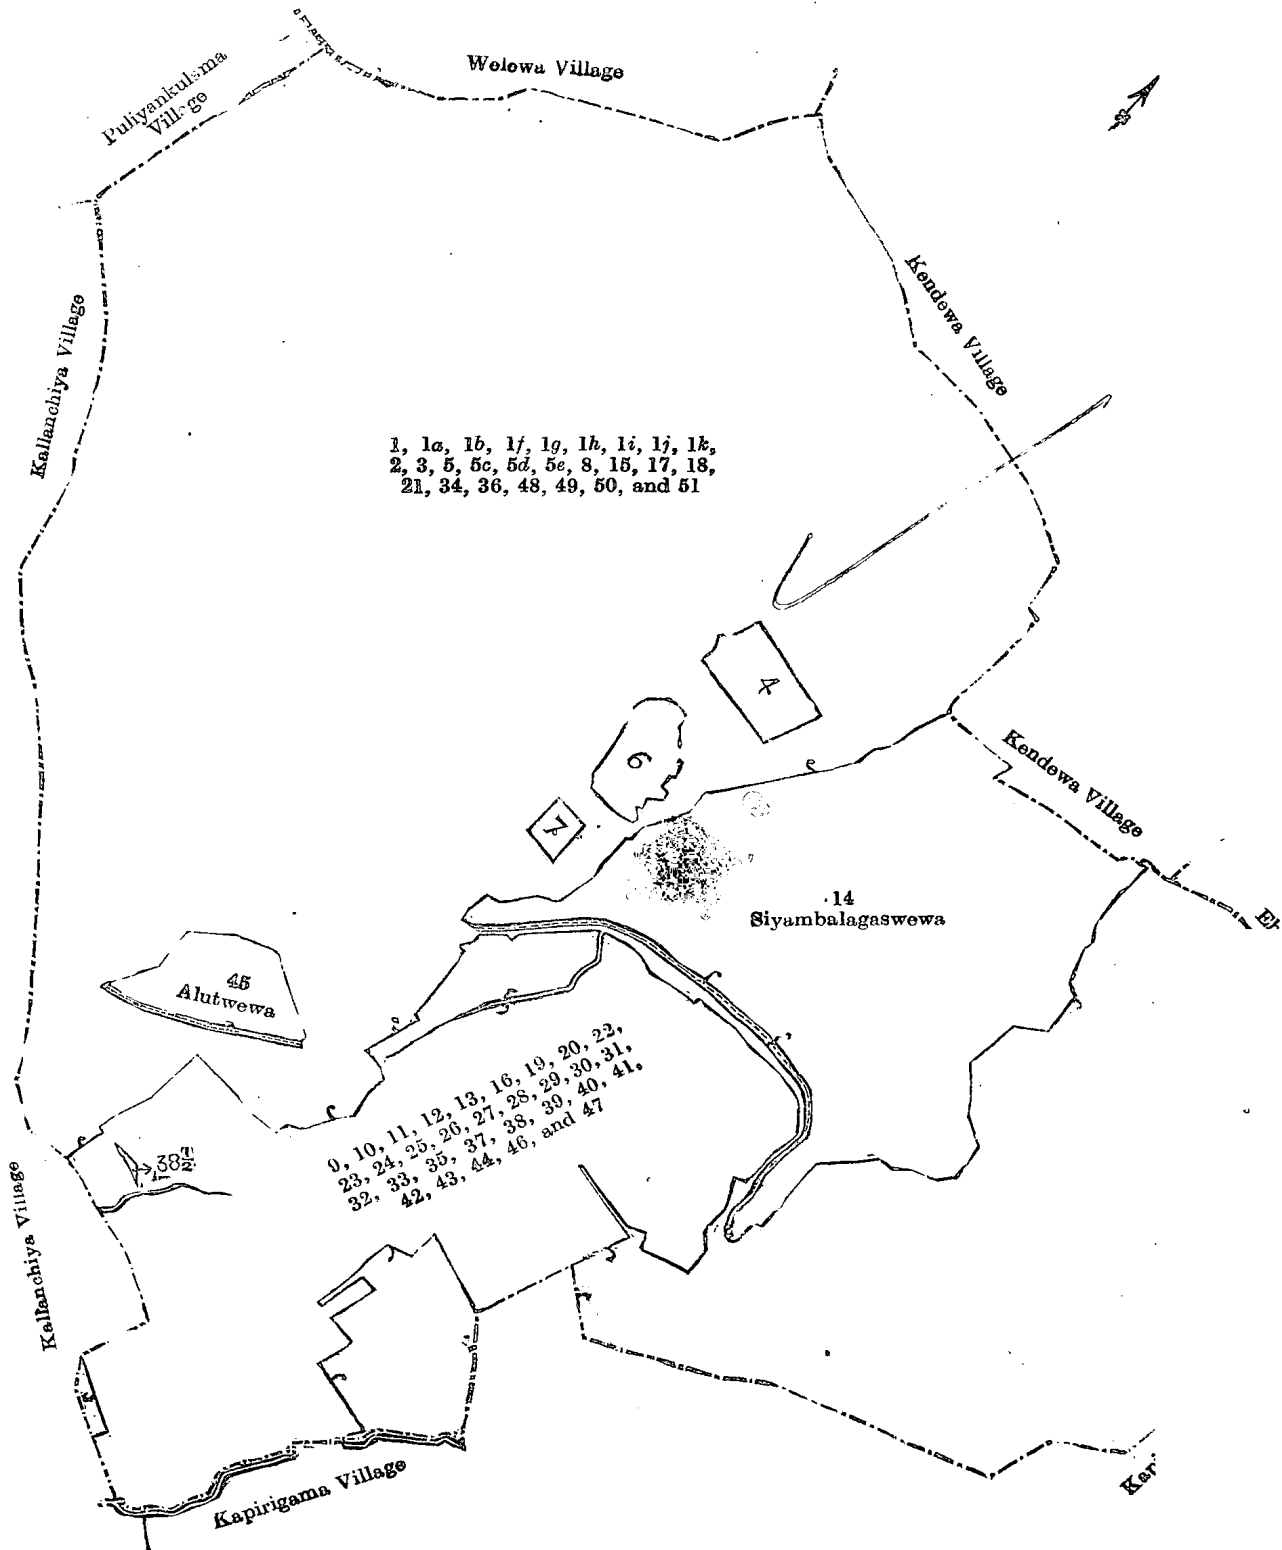 Welowa Village
Puliyankulama
Village
Kendewa Village
Kallanchiya Village
1, 1a, 1b, 1f, 1g, 1h, 1i, 1j, 1k,
2, 3, 5, 5c, 5d, 5e, 8, 15, 17, 18,
21, 34, 36, 48, 49, 50, and 51
4
6
7
Kendewa Village
14
Siyambalagaswewa
45
Alutwewa
9, 10, 11, 12, 13, 16, 19, 20, 22,
23, 24, 25, 26, 27, 28, 29, 30, 31,
32, 33, 35, 37, 38, 39, 40, 41,
42, 43, 44, 46, and 47
Kallanchiya Village
Kapirigama Village